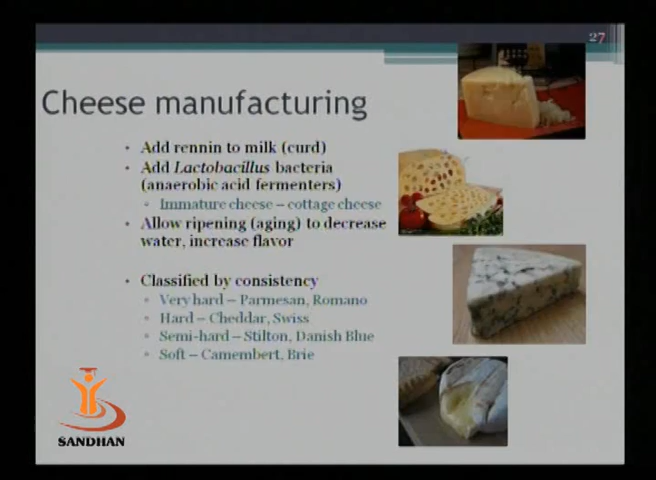 27
Cheese manufacturing
• Add rennin to milk (curd)
• Add Lactobacillus bacteria
(anaerobic acid fermenters)
▫ Immature cheese – cottage cheese
• Allow ripening (aging) to decrease
water, increase flavor
• Classified by consistency
▫ Very hard – Parmesan, Romano
▫ Hard – Cheddar, Swiss
▫ Semi-hard – Stilton, Danish Blue
▫ Soft – Camembert, Brie
SANDHAN